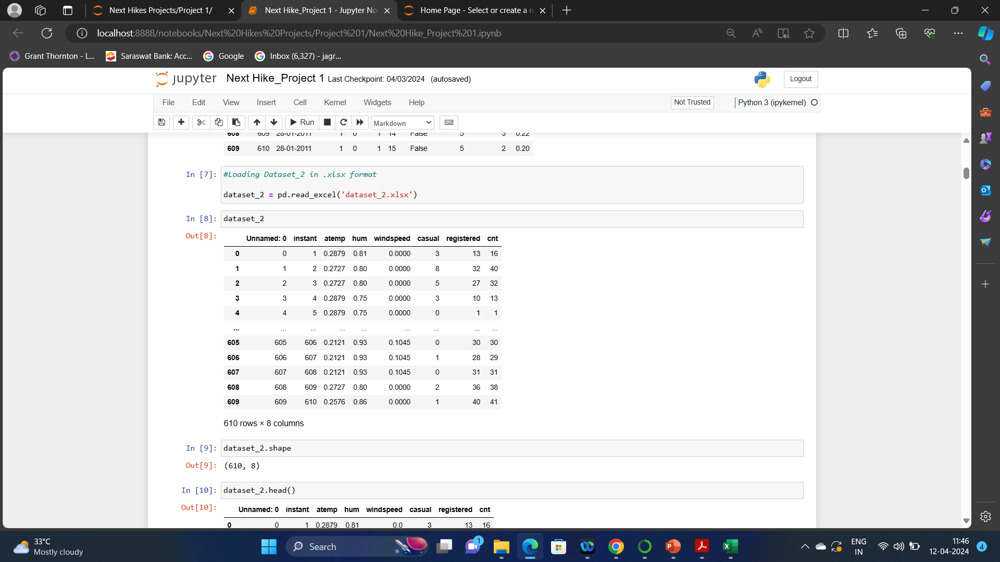 Next Hikes Projects/Project 1/
Next Hike_Project 1 - Jupyter No
Home Page - Select or create a n
localhost:8888/notebooks/Next%20Hikes%20Projects/Project%201/Next%20Hike_Project%201.ipynb
Grant Thornton - L...
Saraswat Bank: Acc...
Google
Inbox (6,327) - jagr...
jupyter Next Hike_Project 1 Last Checkpoint: 04/03/2024 (autosaved)
Logout
File Edit View Insert Cell Kernel Widgets Help
Not Trusted
Python 3 (ipykernel)
Run
Markdown
608 609 28-01-2011 1 0 1 14 False 5 3 0.22
609 610 28-01-2011 1 0 1 15 False 5 2 0.20
In [7]: #Loading Dataset_2 in .xlsx format
dataset_2 = pd.read_excel('dataset_2.xlsx')
In [8]: dataset_2
Out[8]:
Unnamed: 0 instant atemp hum windspeed casual registered cnt
0 0 1 0.2879 0.81 0.0000 3 13 16
1 1 2 0.2727 0.80 0.0000 8 32 40
2 2 3 0.2727 0.80 0.0000 5 27 32
3 3 4 0.2879 0.75 0.0000 3 10 13
4 4 5 0.2879 0.75 0.0000 0 1 1
... ... ... ... ... ... ... ... ...
605 605 606 0.2121 0.93 0.1045 0 30 30
606 606 607 0.2121 0.93 0.1045 1 28 29
607 607 608 0.2121 0.93 0.1045 0 31 31
608 608 609 0.2727 0.80 0.0000 2 36 38
609 609 610 0.2576 0.86 0.0000 1 40 41
610 rows × 8 columns
In [9]: dataset_2.shape
Out[9]: (610, 8)
In [10]: dataset_2.head()
Out[10]:
Unnamed: 0 instant atemp hum windspeed casual registered cnt
0 0 1 0.2879 0.81 0.0 3 13 16
33°C
Mostly cloudy
Search
1
ENG
IN
11:46
12-04-2024
4